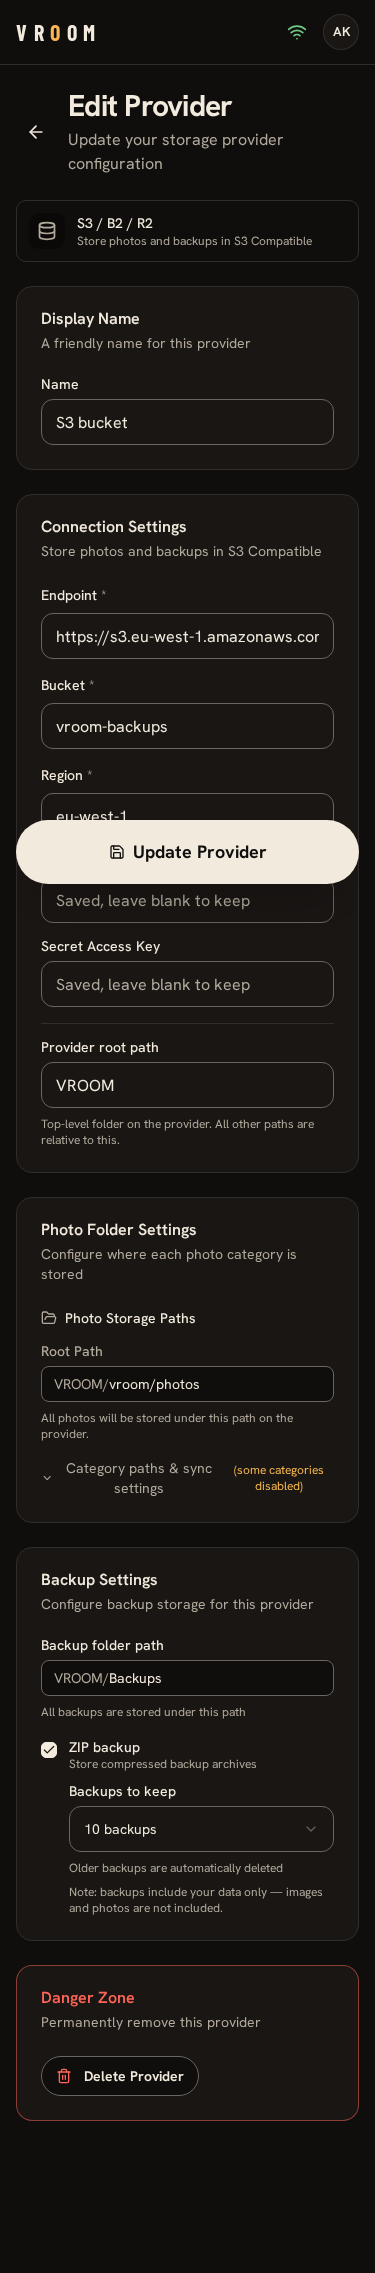 VROOM
AK
Edit Provider
Update your storage provider
configuration
S3 / B2 / R2
Store photos and backups in S3 Compatible
Display Name
A friendly name for this provider
Name
S3 bucket
Connection Settings
Store photos and backups in S3 Compatible
Endpoint *
https://s3.eu-west-1.amazonaws.cor
Bucket *
vroom-backups
Region *
eu-west-1
Update Provider
Saved, leave blank to keep
Secret Access Key
Saved, leave blank to keep
Provider root path
VROOM
Top-level folder on the provider. All other paths are
relative to this.
Photo Folder Settings
Configure where each photo category is
stored
Photo Storage Paths
Root Path
VROOM/vroom/photos
All photos will be stored under this path on the
provider.
Category paths & sync
settings
(some categories
disabled)
Backup Settings
Configure backup storage for this provider
Backup folder path
VROOM/Backups
All backups are stored under this path
ZIP backup
Store compressed backup archives
Backups to keep
10 backups
Older backups are automatically deleted
Note: backups include your data only — images
and photos are not included.
Danger Zone
Permanently remove this provider
Delete Provider